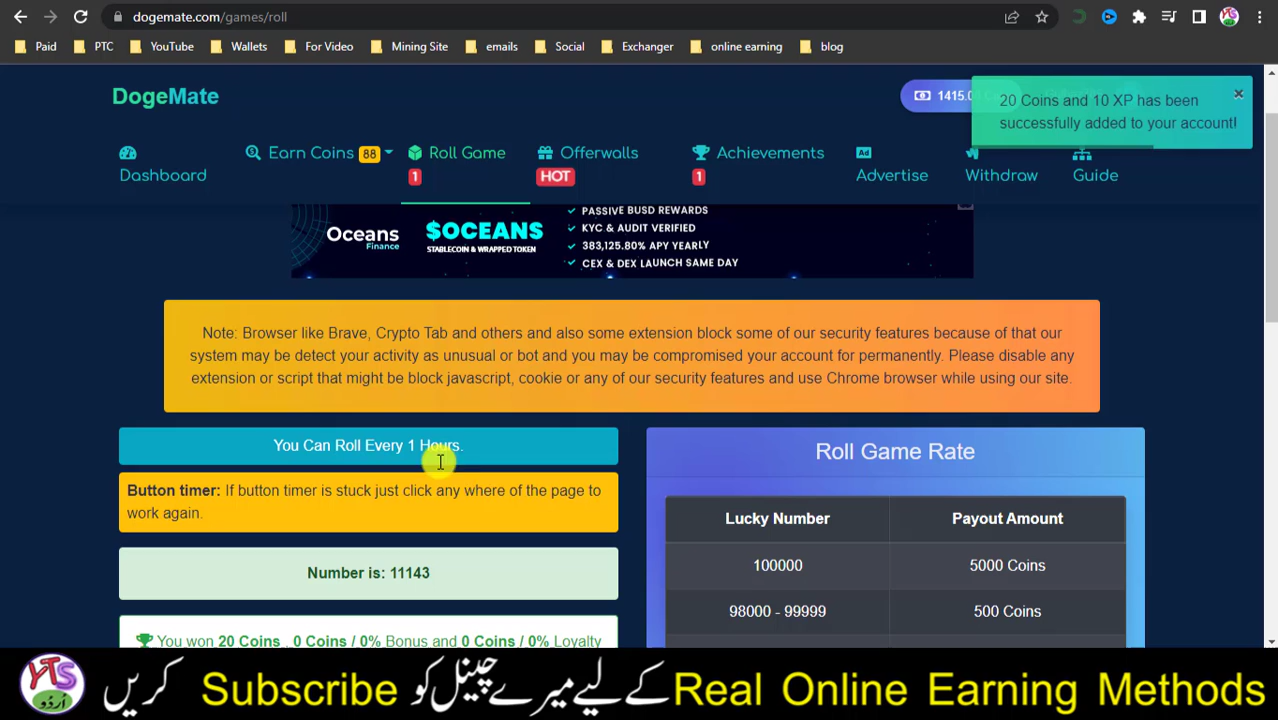 dogemate.com/games/roll
Paid PTC YouTube Wallets For Video Mining Site emails Social Exchanger online earning blog
DogeMate
1415.0
20 Coins and 10 XP has been
successfully added to your account!
Earn Coins 88 Roll Game Offerwalls Achievements
Dashboard 1 HOT 1 Advertise Withdraw Guide
Ad
Oceans
Finance
$OCEANS
STABLECOIN & WRAPPED TOKEN
PASSIVE BUSD REWARDS
KYC & AUDIT VERIFIED
383,125.80% APY YEARLY
CEX & DEX LAUNCH SAME DAY
Note: Browser like Brave, Crypto Tab and others and also some extension block some of our security features because of that our
system may be detect your activity as unusual or bot and you may be compromised your account for permanently. Please disable any
extension or script that might be block javascript, cookie or any of our security features and use Chrome browser while using our site.
You Can Roll Every 1 Hours.
Button timer: If button timer is stuck just click any where of the page to
work again.
Number is: 11143
You won 20 Coins , 0 Coins / 0% Bonus and 0 Coins / 0% Loyalty
Roll Game Rate
Lucky Number Payout Amount
100000 5000 Coins
98000 - 99999 500 Coins
YTS
اردو
Real Online Earning Methods کے لیے میرے چینل کو Subscribe کریں